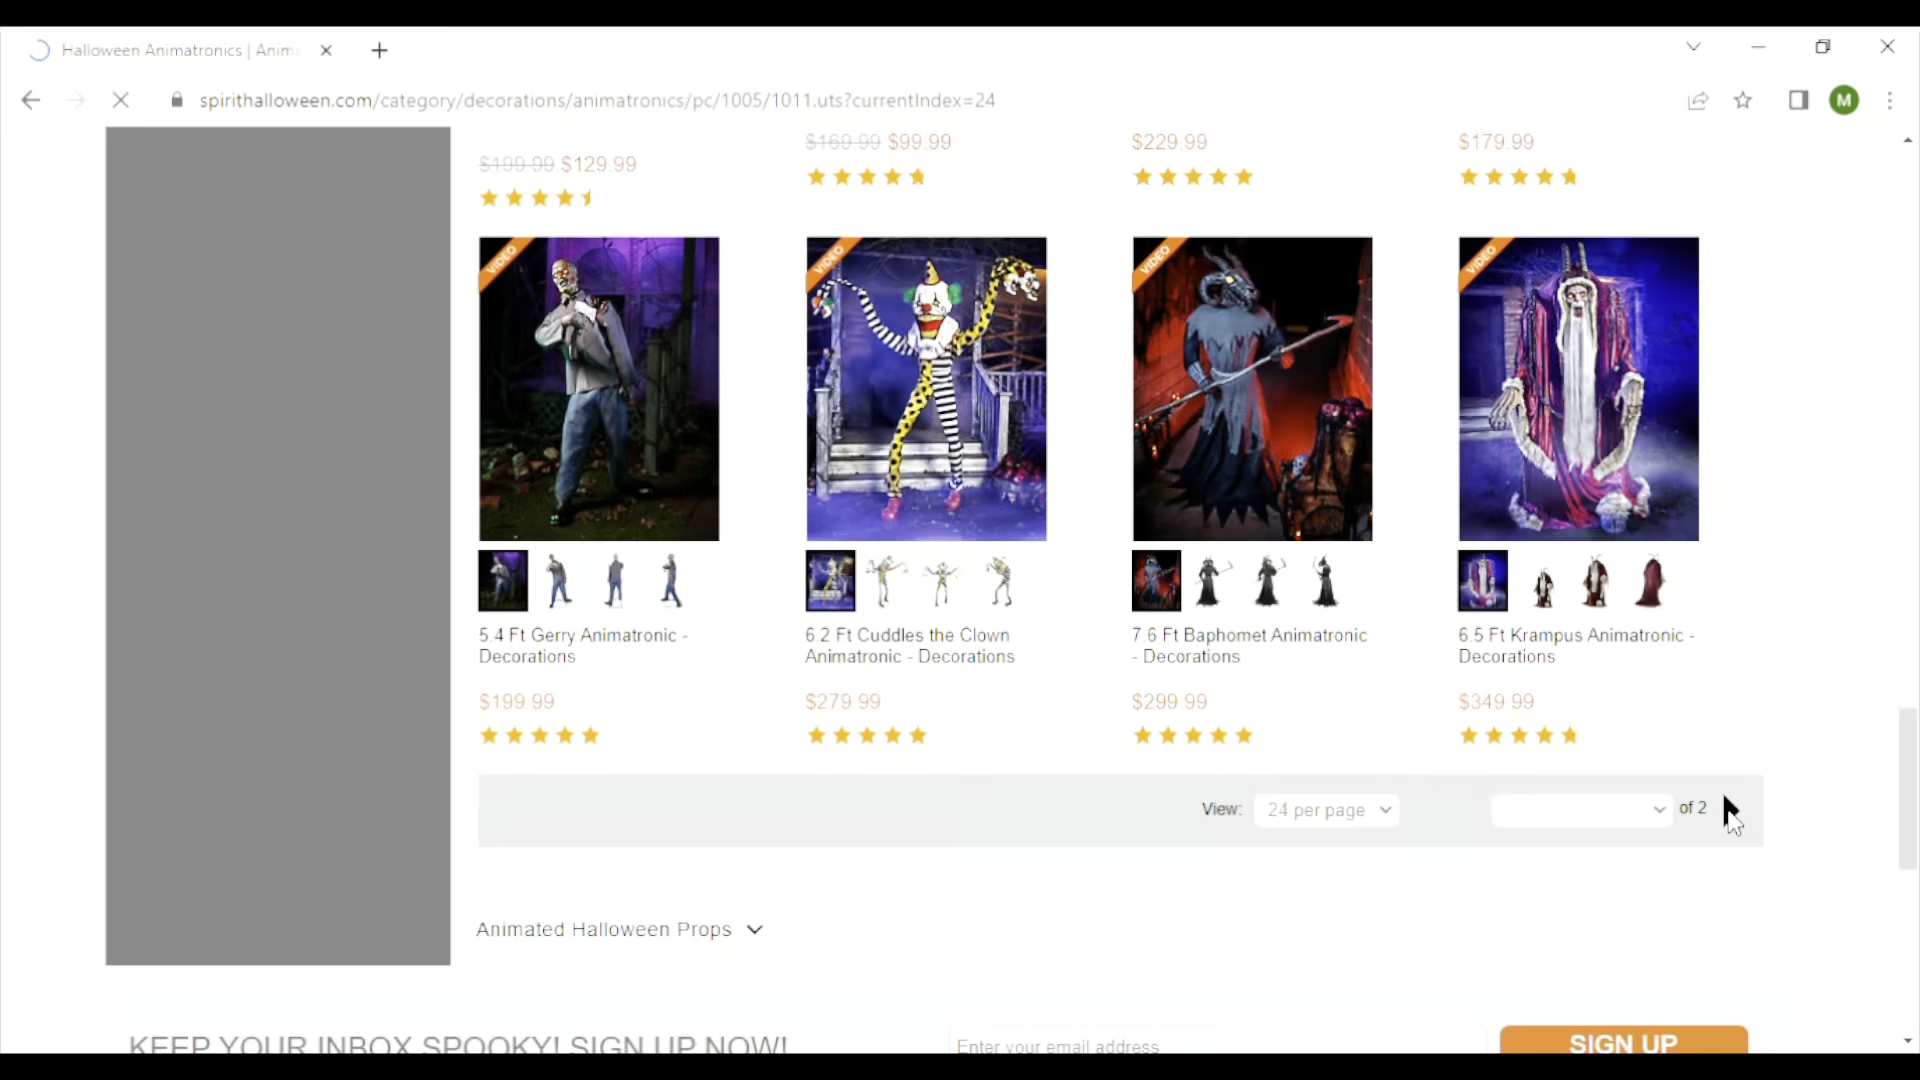 Halloween Animatronics | Anim
spirithalloween.com/category/decorations/animatronics/pc/1005/1011.uts?currentIndex=24
M
$199.99 $129.99
$169.99 $99.99
$229.99
$179.99
VIDEO
VIDEO
VIDEO
VIDEO
5.4 Ft Gerry Animatronic -
Decorations
$199.99
6.2 Ft Cuddles the Clown
Animatronic - Decorations
$279.99
7.6 Ft Baphomet Animatronic
- Decorations
$299.99
6.5 Ft Krampus Animatronic -
Decorations
$349.99
View: 24 per page of 2
Animated Halloween Props
KEEP YOUR INBOX SPOOKY! SIGN UP NOW!
Enter your email address
SIGN UP